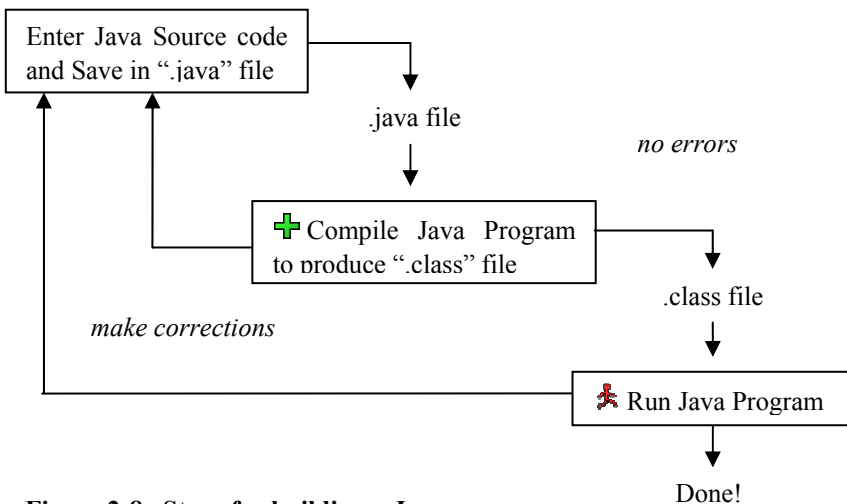 Enter Java Source code
and Save in “.java” file
.java file
no errors
Compile Java Program
to produce “.class” file
.class file
make corrections
Run Java Program
Done!